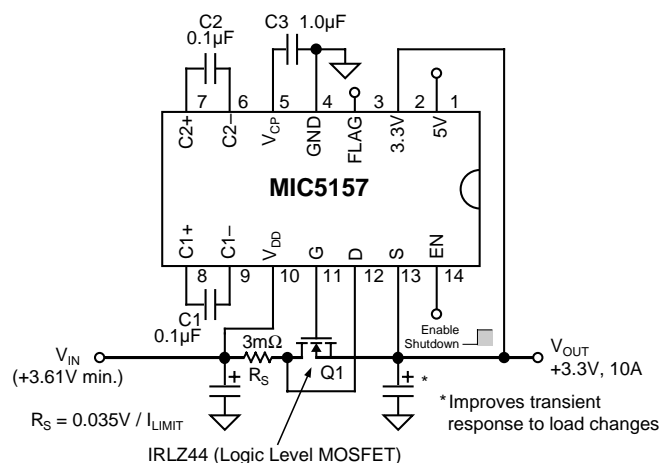 C2
0.1µF
C3 1.0µF
7 6 5 4 3 2 1
C2+ C2– VCP GND FLAG 3.3V 5V
MIC5157
C1+ C1– VDD G D S EN
8 9 10 11 12 13 14
C1
0.1µF
Enable
Shutdown
VIN
(+3.61V min.)
3mΩ
RS
+
Q1
+
*
VOUT
+3.3V, 10A
*Improves transient
response to load changes
RS = 0.035V / ILIMIT
IRLZ44 (Logic Level MOSFET)